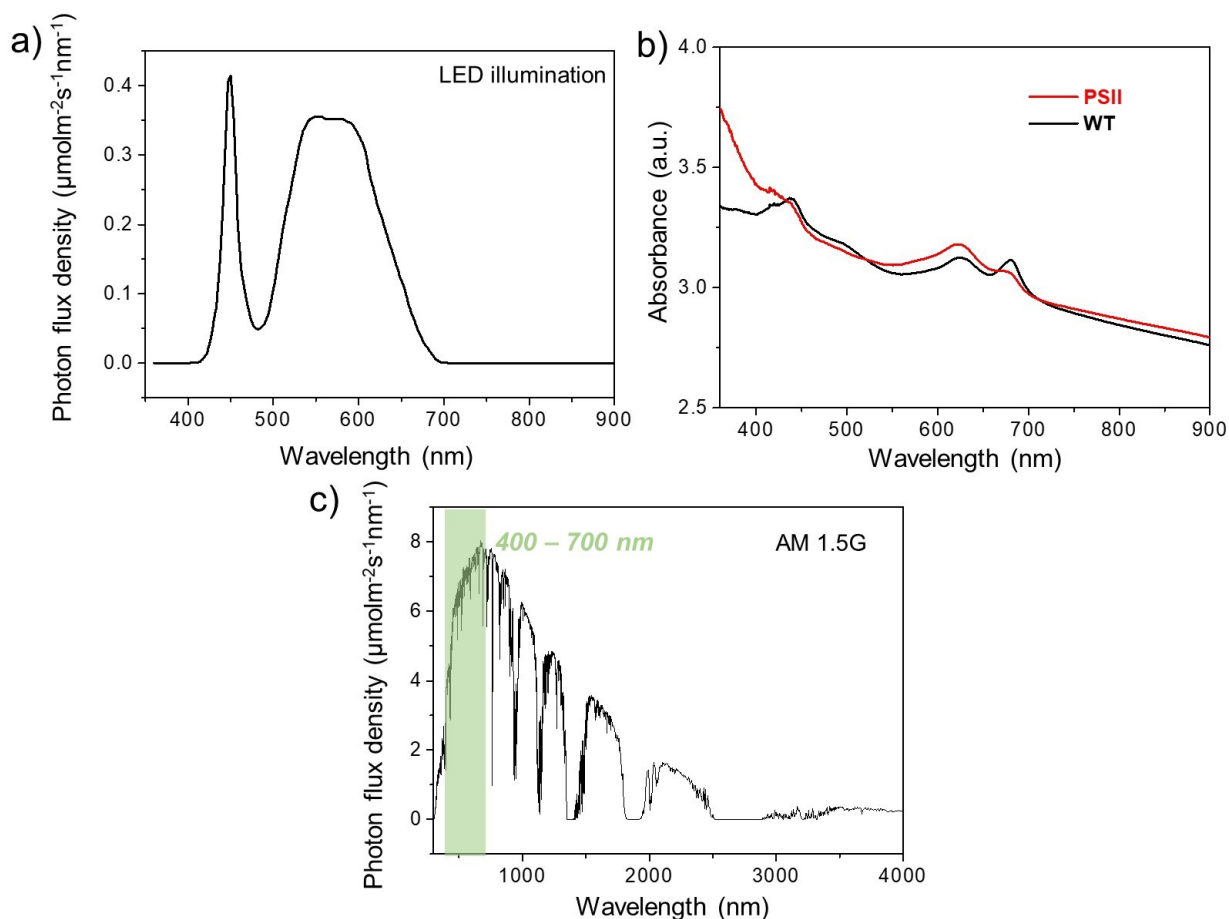 a)
LED illumination
Photon flux density (µmolm⁻²s⁻¹nm⁻¹)
0.4
0.3
0.2
0.1
0.0
400 500 600 700 800 900
Wavelength (nm)
b)
PSII
WT
Absorbance (a.u.)
4.0
3.5
3.0
2.5
400 500 600 700 800 900
Wavelength (nm)
c)
400 – 700 nm
AM 1.5G
Photon flux density (µmolm⁻²s⁻¹nm⁻¹)
8
6
4
2
0
1000 2000 3000 4000
Wavelength (nm)